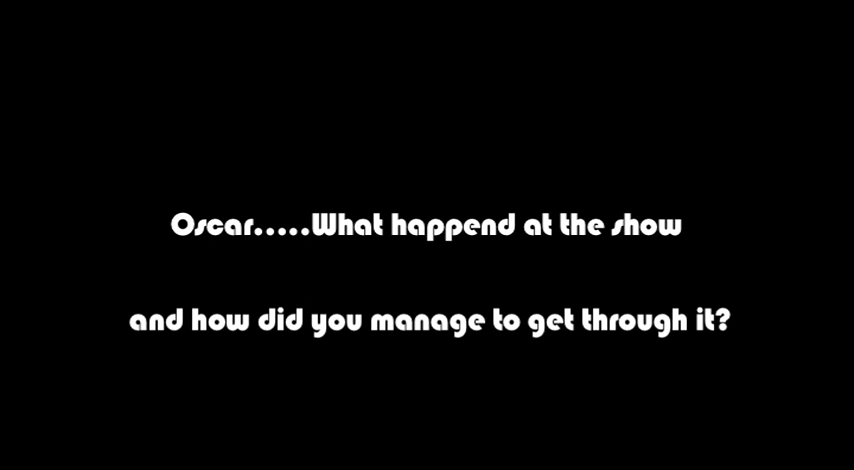 Oscar.....What happend at the show
and how did you manage to get through it?